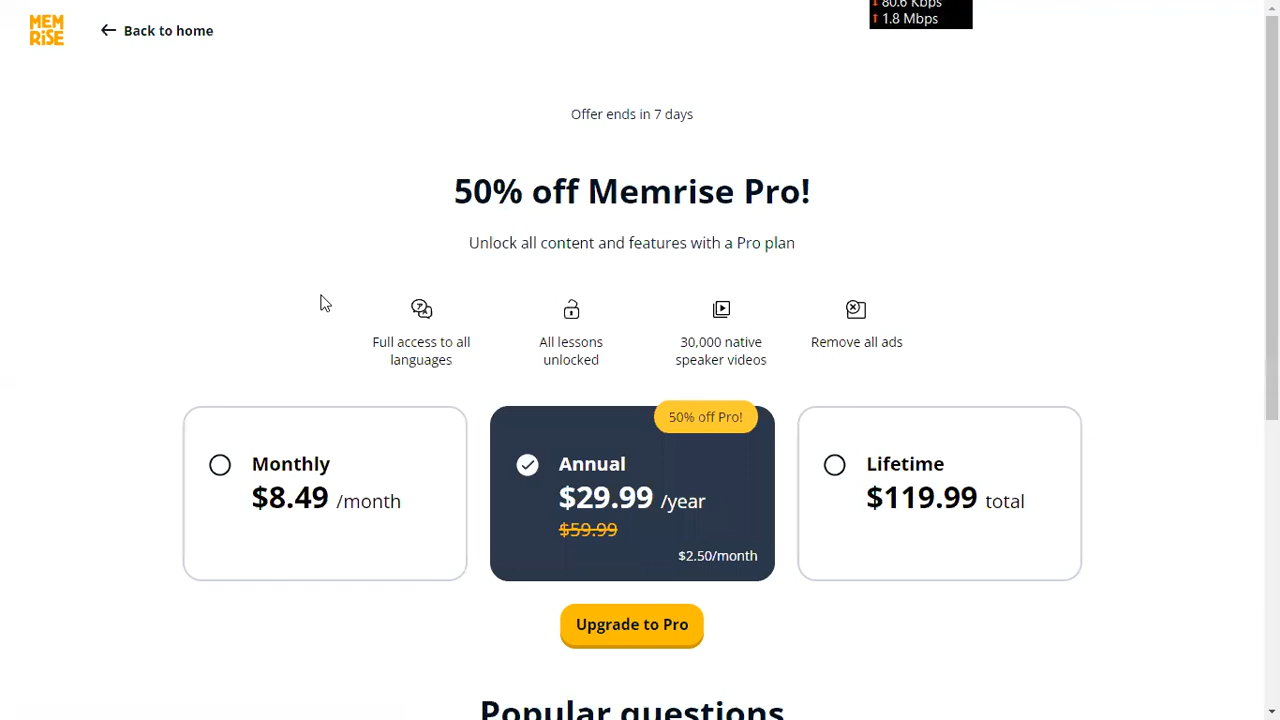 MEM
RiSE
Back to home
80.6 Kbps
1.8 Mbps
Offer ends in 7 days
50% off Memrise Pro!
Unlock all content and features with a Pro plan
Full access to all
languages
All lessons
unlocked
30,000 native
speaker videos
Remove all ads
Monthly
$8.49 /month
50% off Pro!
Annual
$29.99 /year
$59.99
$2.50/month
Lifetime
$119.99 total
Upgrade to Pro
Popular questions